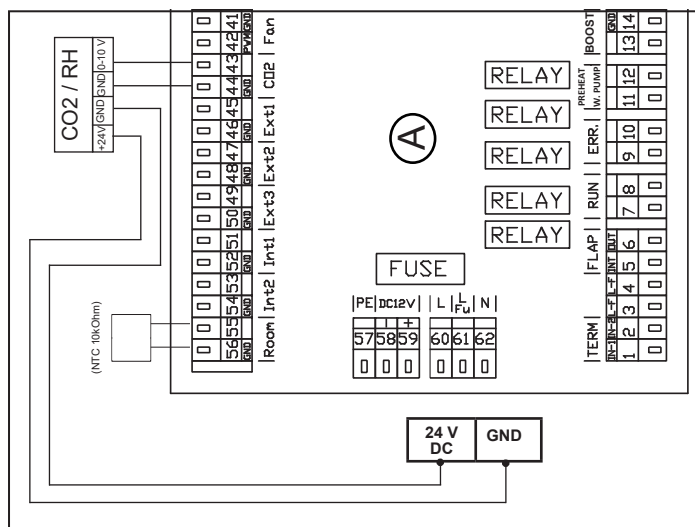 CO2 / RH
+24V GND GND 0-10 V
(NTC 10kOhm)
56 55 54 53 52 51 50 49 48 47 46 45 44 43 42 41
GND GND GND GND GND GND GND PWM GND
Room Int2 Int1 Ext3 Ext2 Ext1 CO2 Fan
A
RELAY
RELAY
RELAY
RELAY
RELAY
FUSE
PE DC12V L L Fu N
- +
57 58 59 60 61 62
TERM FLAP RUN ERR. PREHEAT W. PUMP BOOST
IN-1 IN-2 L-F L-F INT OUT GND
1 2 3 4 5 6 7 8 9 10 11 12 13 14
24 V DC
GND